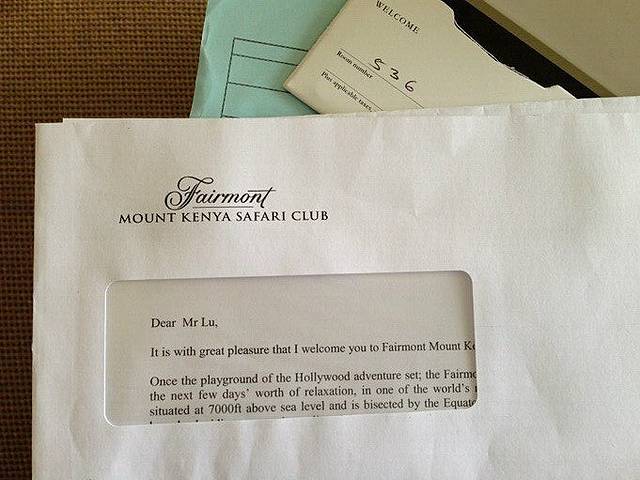 WELCOME
Room number 536
Plus applicable taxes.
Fairmont
MOUNT KENYA SAFARI CLUB
Dear Mr Lu,
It is with great pleasure that I welcome you to Fairmont Mount Ke
Once the playground of the Hollywood adventure set; the Fairmo
the next few days' worth of relaxation, in one of the world's
situated at 7000ft above sea level and is bisected by the Equato